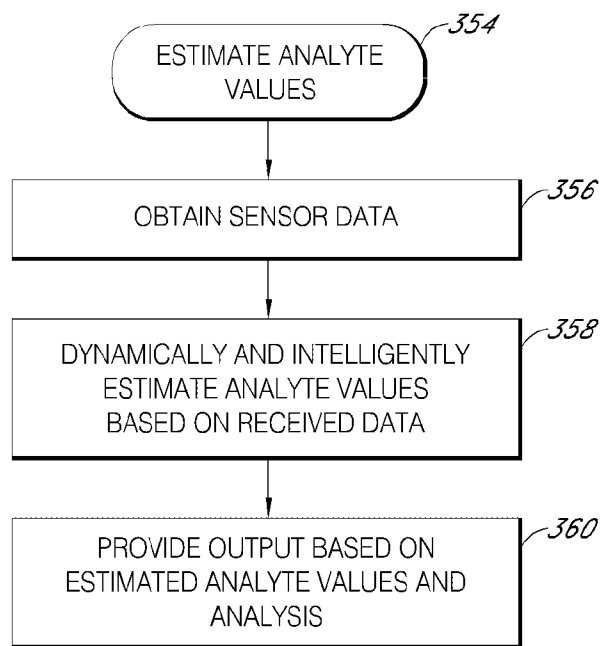 354
ESTIMATE ANALYTE
VALUES
356
OBTAIN SENSOR DATA
358
DYNAMICALLY AND INTELLIGENTLY
ESTIMATE ANALYTE VALUES
BASED ON RECEIVED DATA
360
PROVIDE OUTPUT BASED ON
ESTIMATED ANALYTE VALUES AND
ANALYSIS